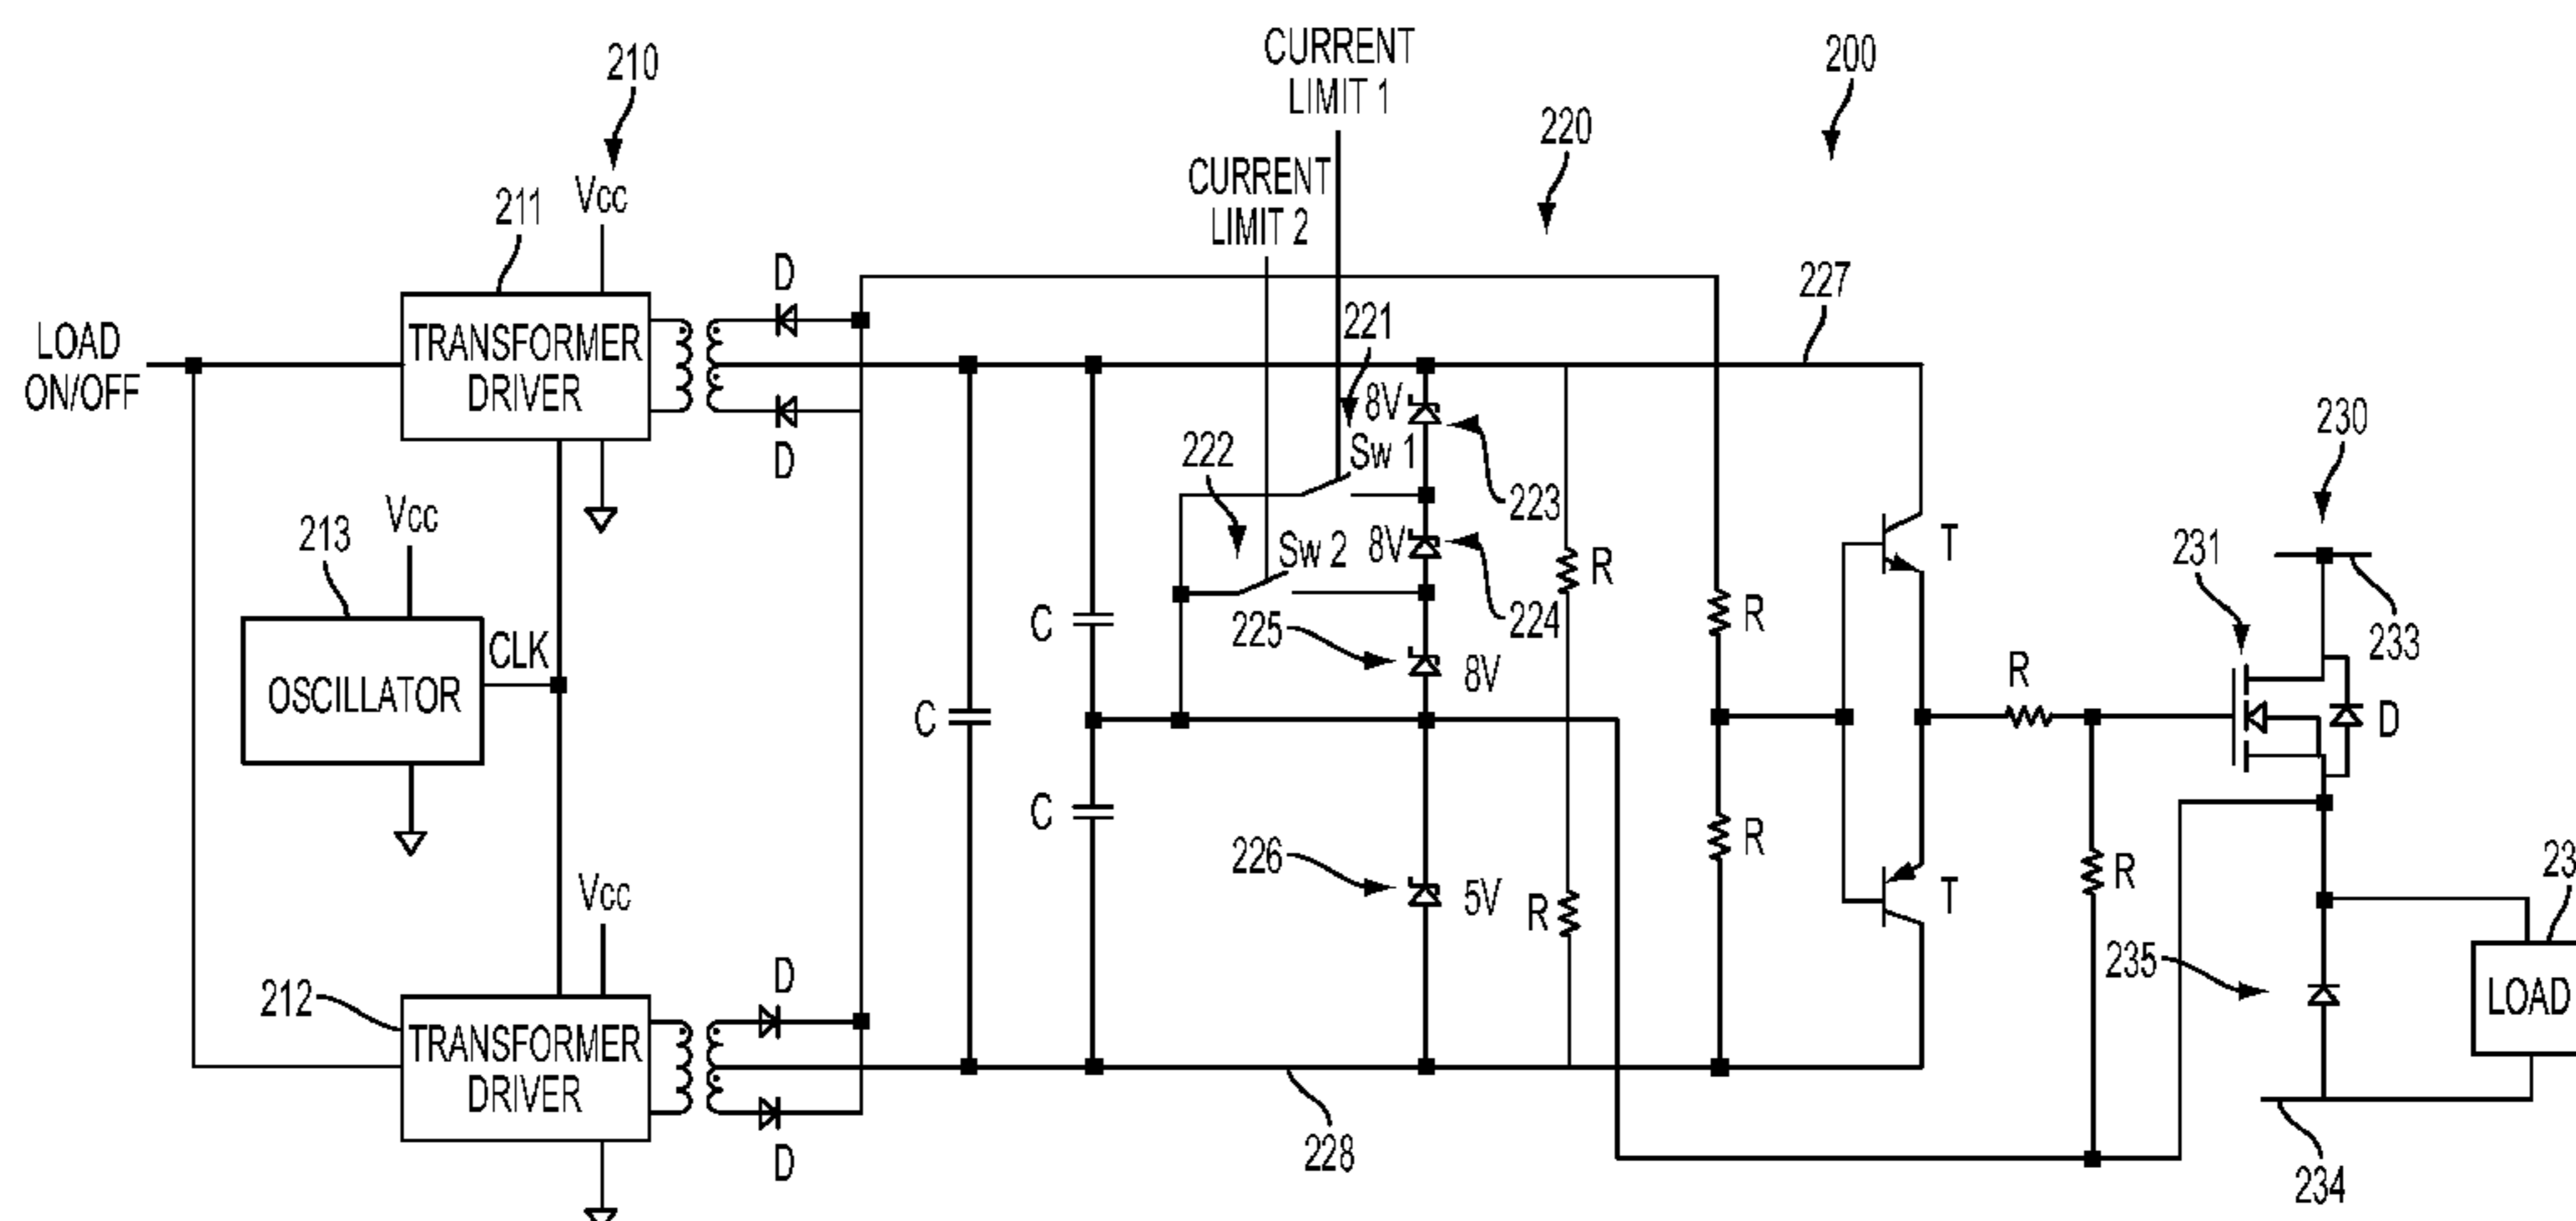 CURRENT
LIMIT 1
210
200
220
CURRENT
LIMIT 2
211
Vcc
D
227
LOAD
ON/OFF
TRANSFORMER
DRIVER
221
8V
230
D
222
Sw 1
223
Vcc
213
Sw 2
8V
R
T
231
C
225
224
R
233
CLK
OSCILLATOR
8V
R
C
D
C
226
5V
R
R
T
R
23
Vcc
212
D
235
LOAD
TRANSFORMER
DRIVER
D
228
234